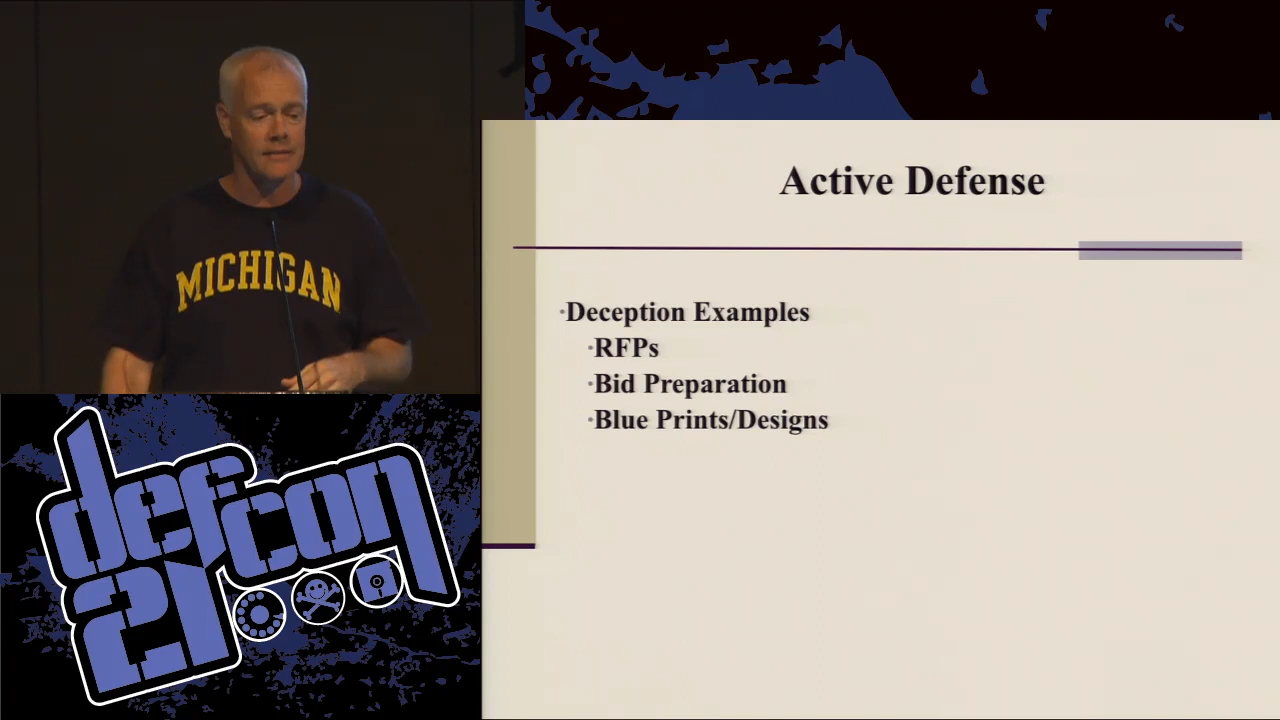 MICHIGAN
defcon
21
Active Defense
·Deception Examples
·RFPs
·Bid Preparation
·Blue Prints/Designs